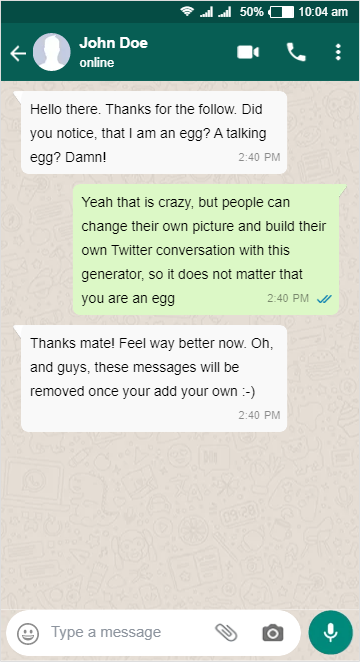 50% 10:04 am
John Doe
online
Hello there. Thanks for the follow. Did
you notice, that I am an egg? A talking
egg? Damn!
2:40 PM
Yeah that is crazy, but people can
change their own picture and build their
own Twitter conversation with this
generator, so it does not matter that
you are an egg
2:40 PM
Thanks mate! Feel way better now. Oh,
and guys, these messages will be
removed once your add your own :-)
2:40 PM
Type a message